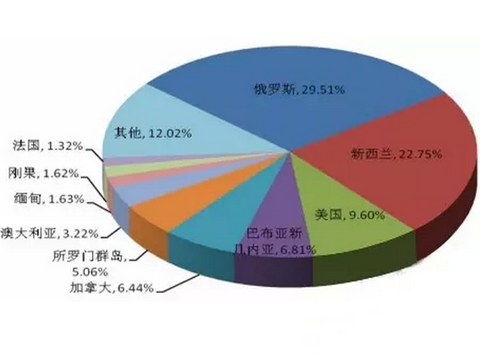 俄罗斯, 29.51%
新西兰, 22.75%
美国, 9.60%
巴布亚新
几内亚, 6.81%
加拿大, 6.44%
所罗门群岛,
5.06%
澳大利亚, 3.22%
缅甸, 1.63%
刚果, 1.62%
法国, 1.32%
其他, 12.02%